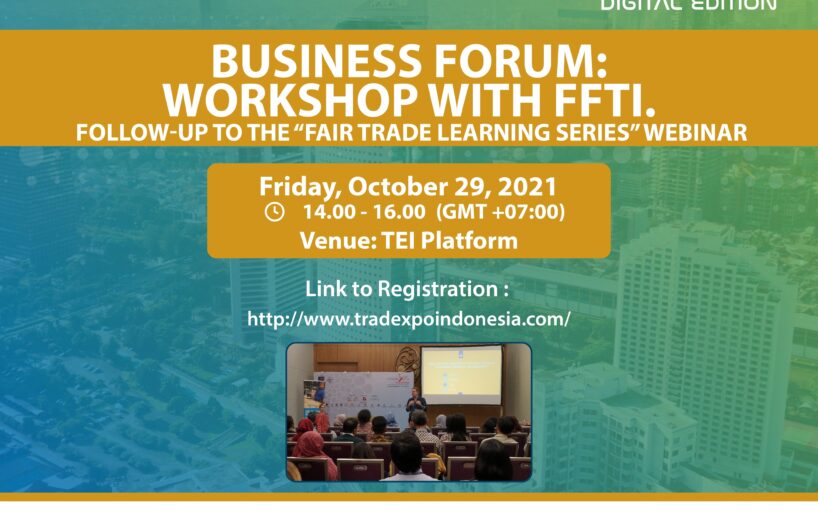 DIGITAL EDITION
BUSINESS FORUM:
WORKSHOP WITH FFTI.
FOLLOW-UP TO THE “FAIR TRADE LEARNING SERIES” WEBINAR
Friday, October 29, 2021
14.00 - 16.00 (GMT +07:00)
Venue: TEI Platform
Link to Registration :
http://www.tradexpoindonesia.com/